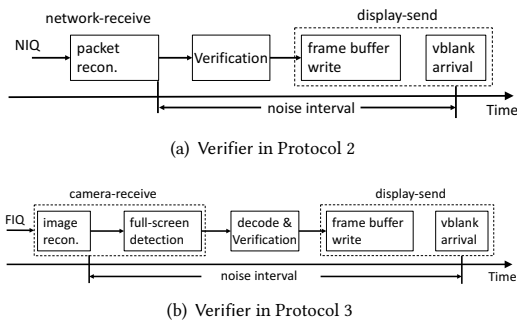 network-receive
display-send
NIQ
packet
recon.
Verification
frame buffer
write
vblank
arrival
noise interval
Time
(a) Verifier in Protocol 2
camera-receive
display-send
FIQ
image
recon.
full-screen
detection
decode &
Verification
frame buffer
write
vblank
arrival
noise interval
Time
(b) Verifier in Protocol 3